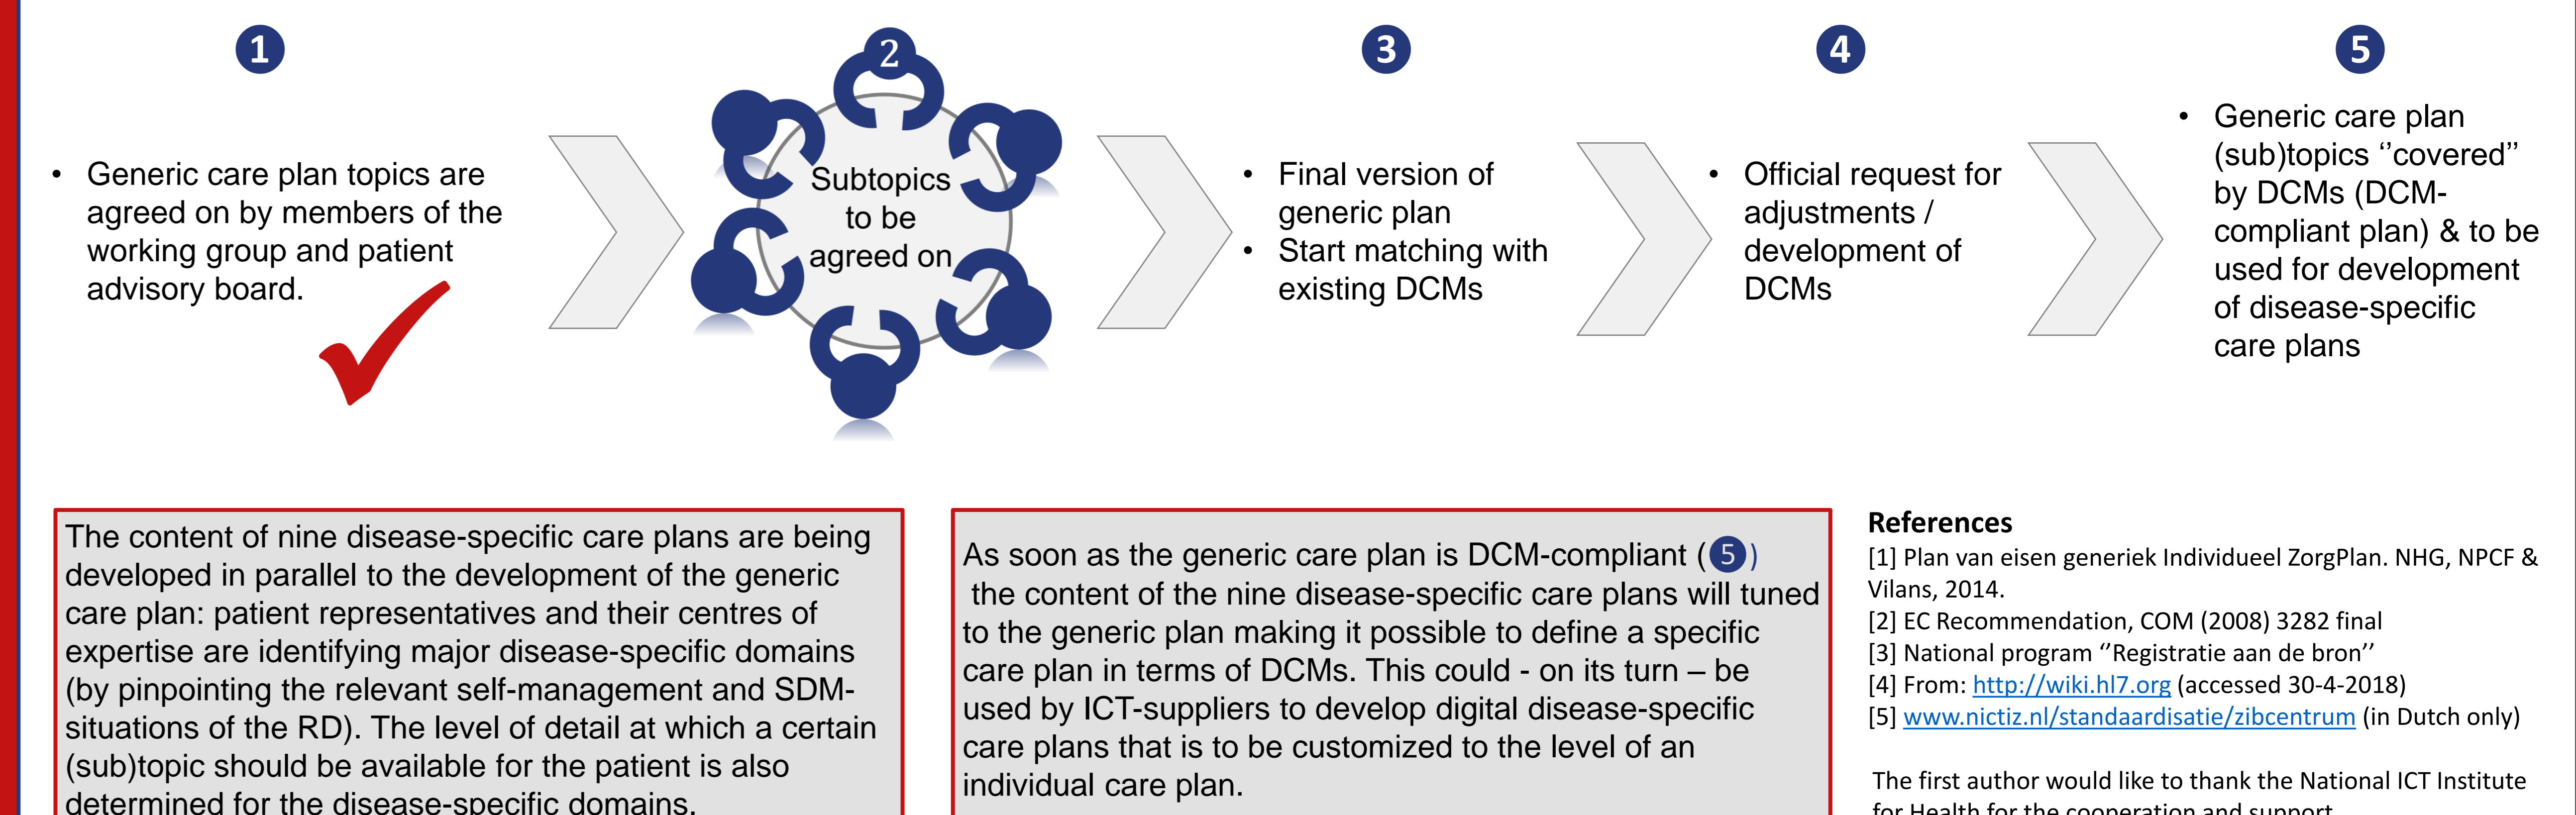 1
• Generic care plan topics are
agreed on by members of the
working group and patient
advisory board.
2
Subtopics
to be
agreed on
3
• Final version of
generic plan
• Start matching with
existing DCMs
4
• Official request for
adjustments /
development of
DCMs
5
• Generic care plan
(sub)topics ‘’covered’’
by DCMs (DCM-
compliant plan) & to be
used for development
of disease-specific
care plans
The content of nine disease-specific care plans are being
developed in parallel to the development of the generic
care plan: patient representatives and their centres of
expertise are identifying major disease-specific domains
(by pinpointing the relevant self-management and SDM-
situations of the RD). The level of detail at which a certain
(sub)topic should be available for the patient is also
determined for the disease-specific domains.
As soon as the generic care plan is DCM-compliant (5)
the content of the nine disease-specific care plans will tuned
to the generic plan making it possible to define a specific
care plan in terms of DCMs. This could - on its turn – be
used by ICT-suppliers to develop digital disease-specific
care plans that is to be customized to the level of an
individual care plan.
References
[1] Plan van eisen generiek Individueel ZorgPlan. NHG, NPCF &
Vilans, 2014.
[2] EC Recommendation, COM (2008) 3282 final
[3] National program ‘’Registratie aan de bron’’
[4] From: http://wiki.hl7.org (accessed 30-4-2018)
[5] www.nictiz.nl/standaardisatie/zibcentrum (in Dutch only)
The first author would like to thank the National ICT Institute
for Health for the cooperation and support